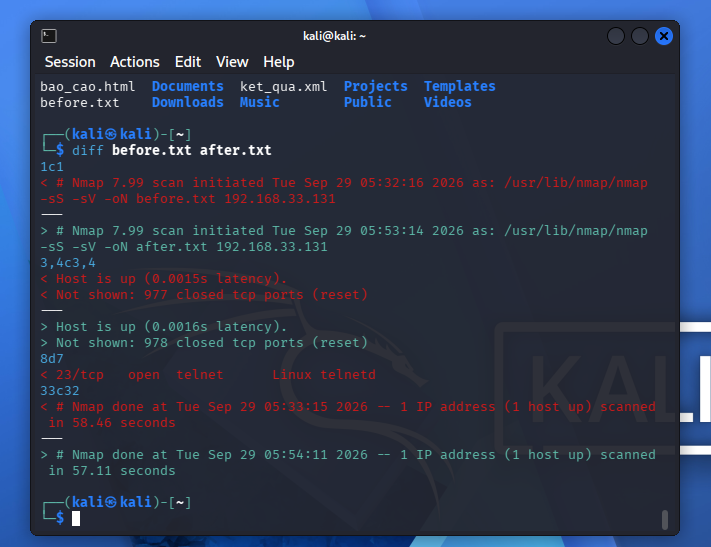 kali@kali: ~
Session Actions Edit View Help
bao_cao.html Documents ket_qua.xml Projects Templates
before.txt Downloads Music Public Videos
┌──(kali㉿kali)-[~]
└─$ diff before.txt after.txt
1c1
< # Nmap 7.99 scan initiated Tue Sep 29 05:32:16 2026 as: /usr/lib/nmap/nmap
-sS -sV -oN before.txt 192.168.33.131
---
> # Nmap 7.99 scan initiated Tue Sep 29 05:53:14 2026 as: /usr/lib/nmap/nmap
-sS -sV -oN after.txt 192.168.33.131
3,4c3,4
< Host is up (0.0015s latency).
< Not shown: 977 closed tcp ports (reset)
---
> Host is up (0.0016s latency).
> Not shown: 978 closed tcp ports (reset)
8d7
< 23/tcp   open  telnet      Linux telnetd
33c32
< # Nmap done at Tue Sep 29 05:33:15 2026 -- 1 IP address (1 host up) scanned
in 58.46 seconds
---
> # Nmap done at Tue Sep 29 05:54:11 2026 -- 1 IP address (1 host up) scanned
in 57.11 seconds
┌──(kali㉿kali)-[~]
└─$
KALI